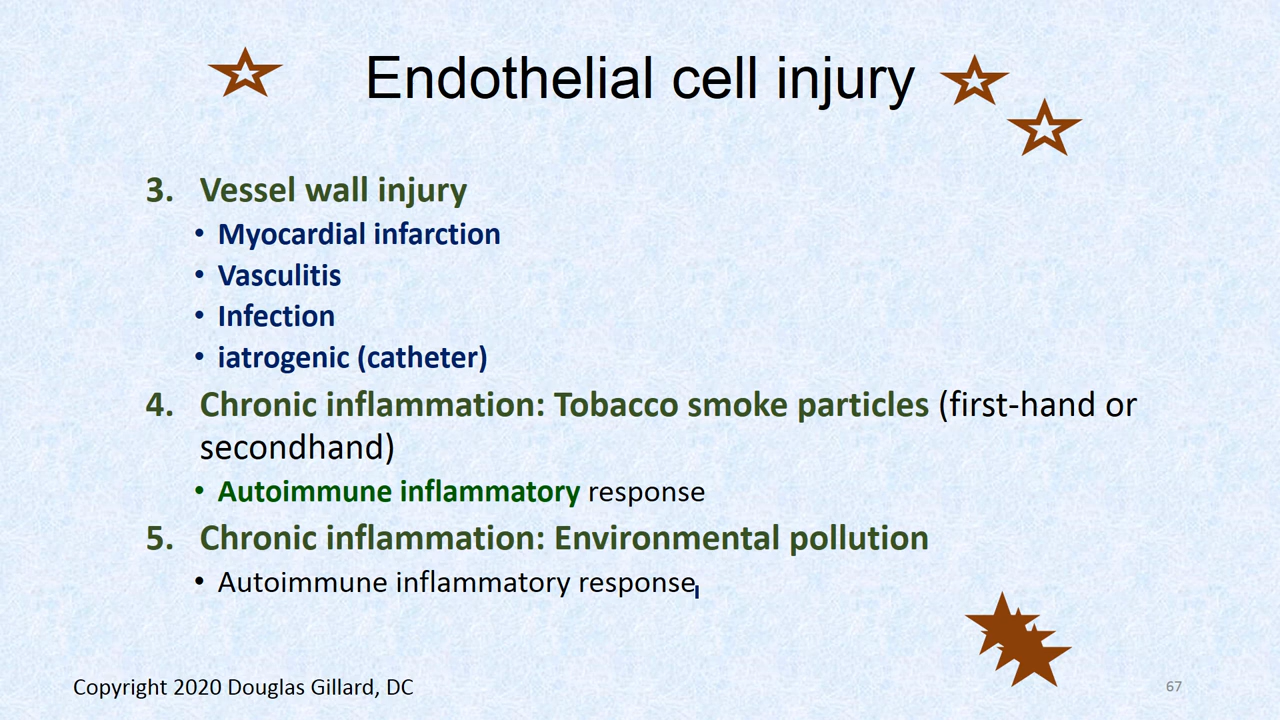 Endothelial cell injury
3. Vessel wall injury
• Myocardial infarction
• Vasculitis
• Infection
• iatrogenic (catheter)
4. Chronic inflammation: Tobacco smoke particles (first-hand or
secondhand)
• Autoimmune inflammatory response
5. Chronic inflammation: Environmental pollution
• Autoimmune inflammatory response
Copyright 2020 Douglas Gillard, DC
67